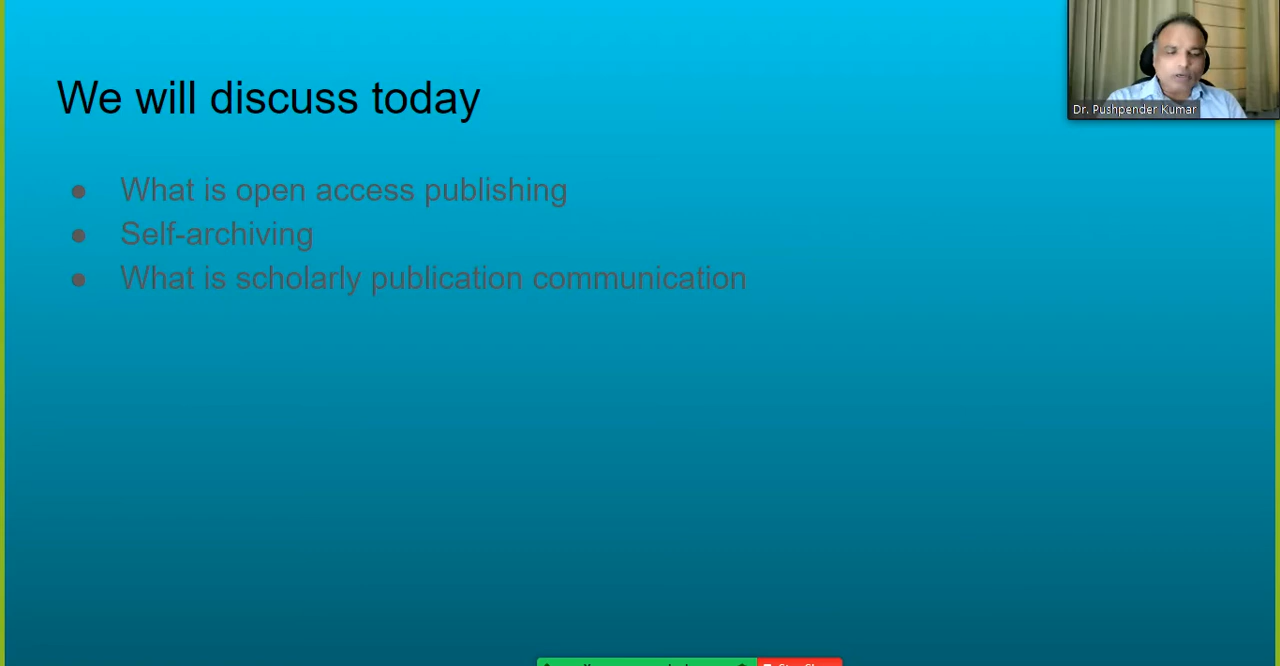 We will discuss today
● What is open access publishing
● Self-archiving
● What is scholarly publication communication
Dr. Pushpender Kumar